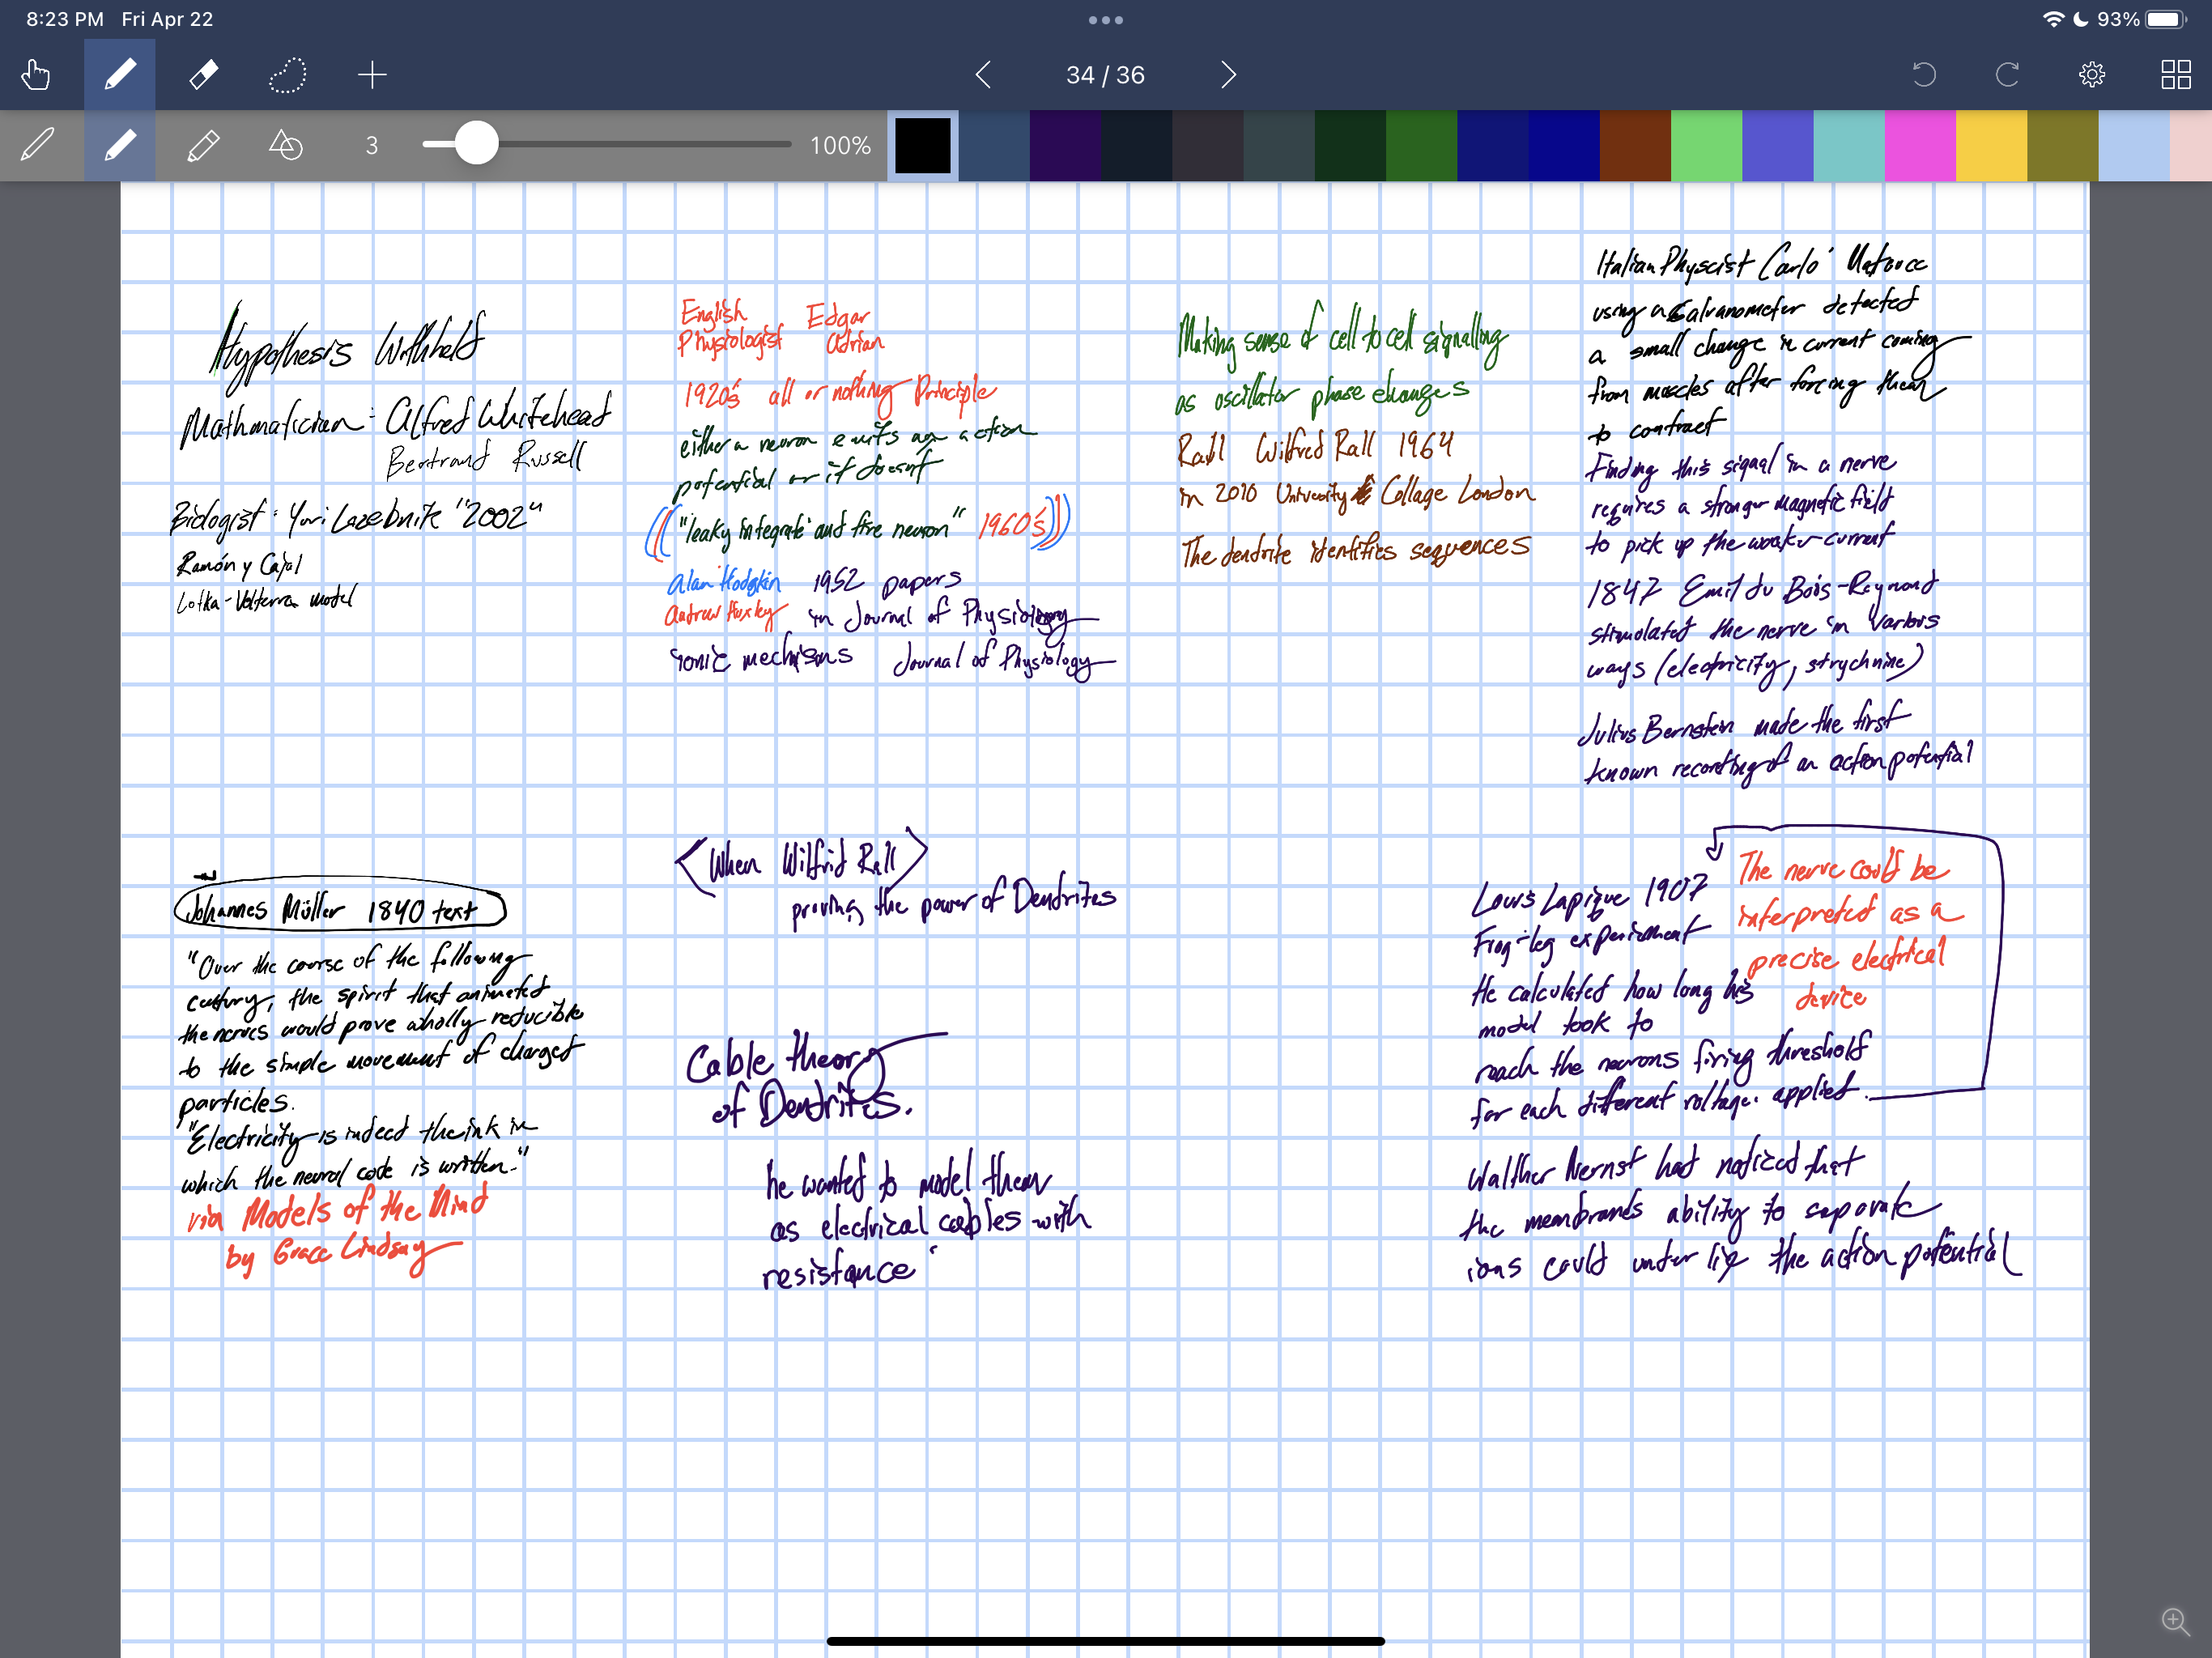 8:23 PM Fri Apr 22
93%
34 / 36
3
100%
Hypothesis Withheld
Mathmatician: Alfred Whitehead
Bertrand Russell
Biologist: Yuri Lazebnik "2002"
Ramón y Cajal
Lotka-Volterra model
English Edgar
Physiologist Adrian
1920's all or nothing Principle
either a neuron emits an action
potential or it doesn't
"leaky integrate and fire neuron" 1960's
Alan Hodgkin 1952 papers
Andrew Huxley in Journal of Physiology
ionic Journal of Physiology
Making sense of cell to cell signalling
as oscillator phase changes
Rall Wilfred Rall 1964
in 2010 University Collage London
The dendrite identifies sequences
Italian Physcist Carlo
using a Galvanometer detected
a small change in current coming
from muscles after forcing them
to contract
Finding this signal in a nerve
requires a stronger magnetic field
to pick up the weaker current
1847 Emil du Bois-Reymond
stimulated the nerve in various
ways (electricity, strychnine)
Julius Bernstein made the first
known recording of an action potential
Johannes Müller 1840 text
"Over the course of the following
century, the spirit that animated
the nerves would prove wholly reducible
to the simple movement of charged
particles.
"Electricity is indeed the ink in
which the neural code is written."
via Models of the Mind
by Grace Lindsay
When Wilfrid Rall
proving the power of Dendrites
Cable theory
of Dendrites.
he wanted to model them
as electrical cables with
resistance
Louis Lapique 1907
Frog-leg experiment
He calculated how long his
model took to
reach the neurons firing threshold
for each different voltage applied.
The nerve could be
interpreted as a
precise electrical
device
Walther Nernst had noticed that
the membranes ability to separate
ions could under lie the action potential